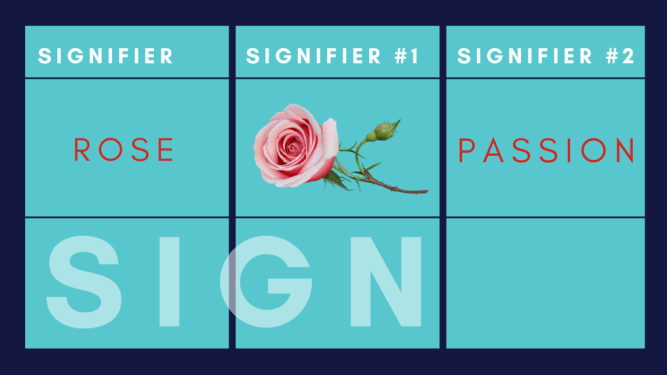 SIGNIFIER
SIGNIFIER #1
SIGNIFIER #2
ROSE
PASSION
SIGN